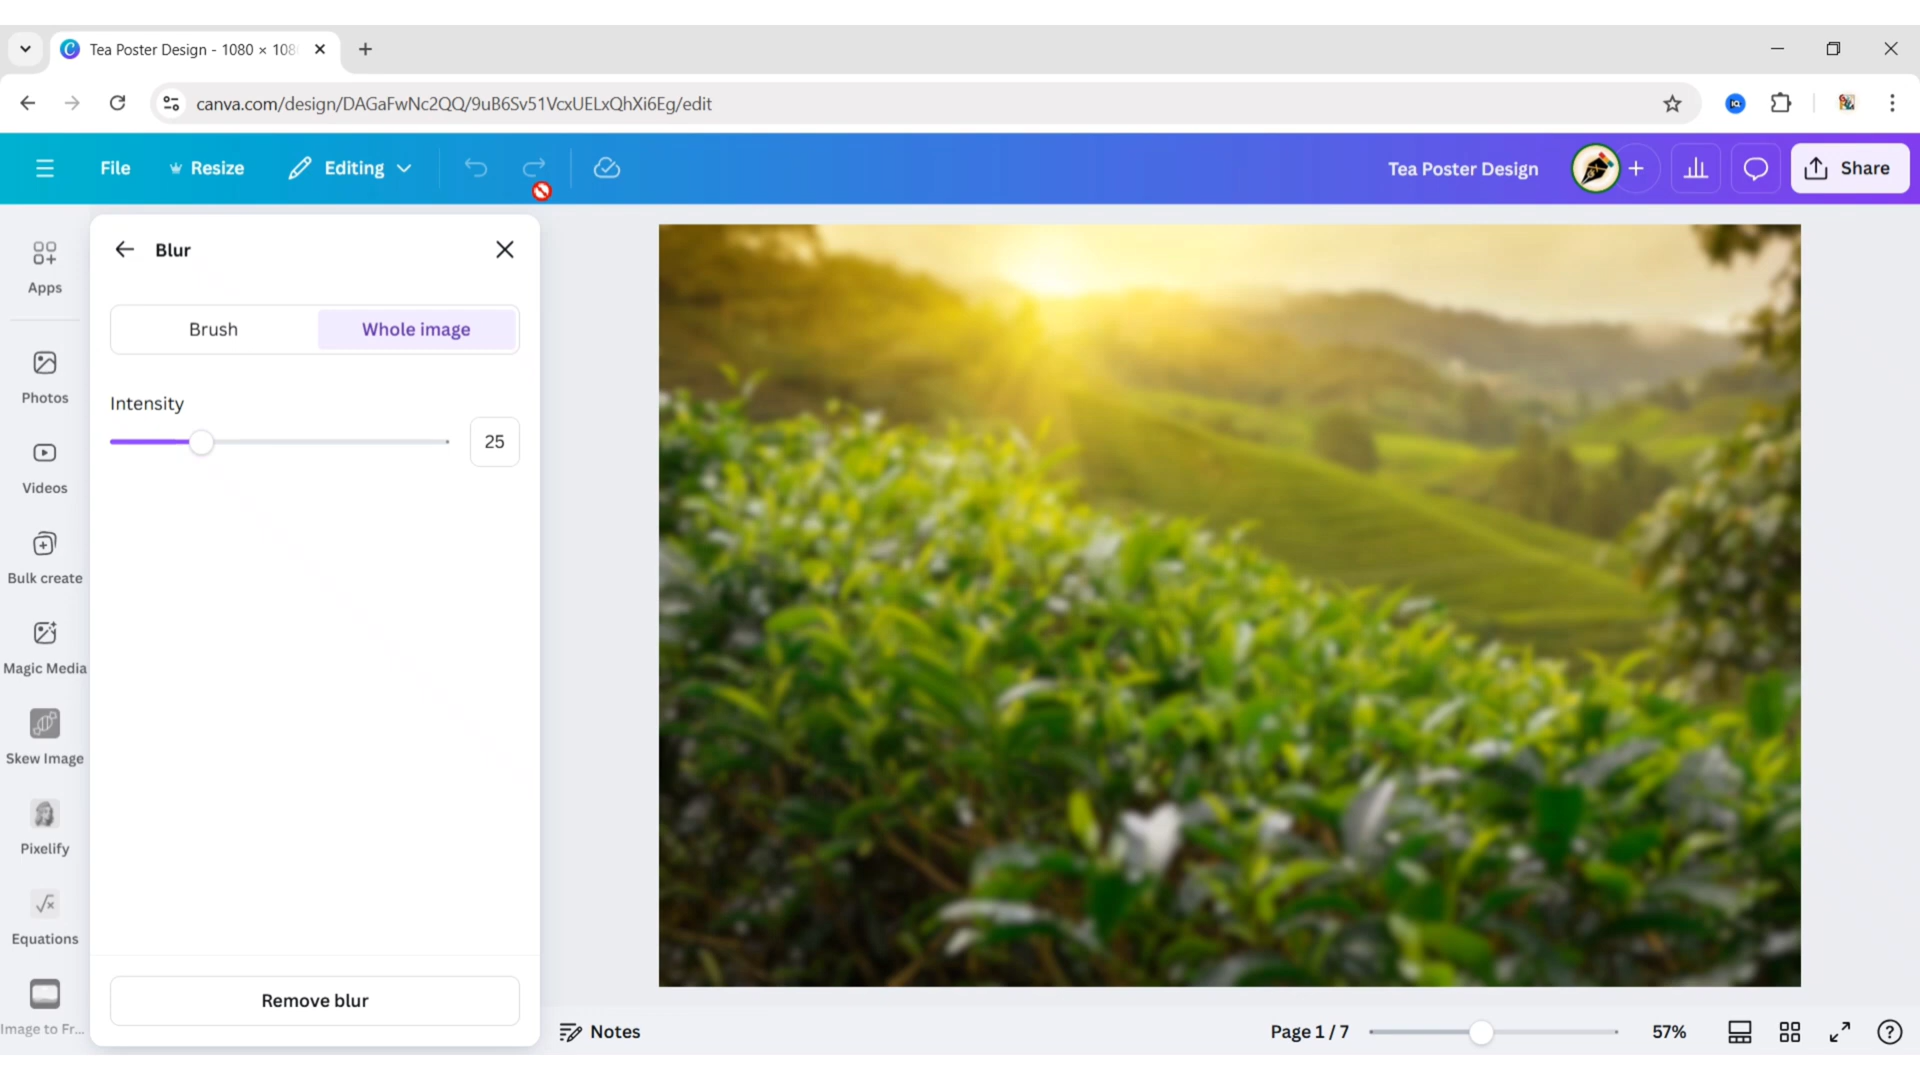 Tea Poster Design - 1080 × 108
canva.com/design/DAGaFwNc2QQ/9uB6Sv51VcxUELxQhXi6Eg/edit
File
Resize
Editing
Tea Poster Design
Share
Apps
Photos
Videos
Bulk create
Magic Media
Skew Image
Pixelify
Equations
Image to Fr...
Blur
Brush
Whole image
Intensity
25
Remove blur
Notes
Page 1 / 7
57%